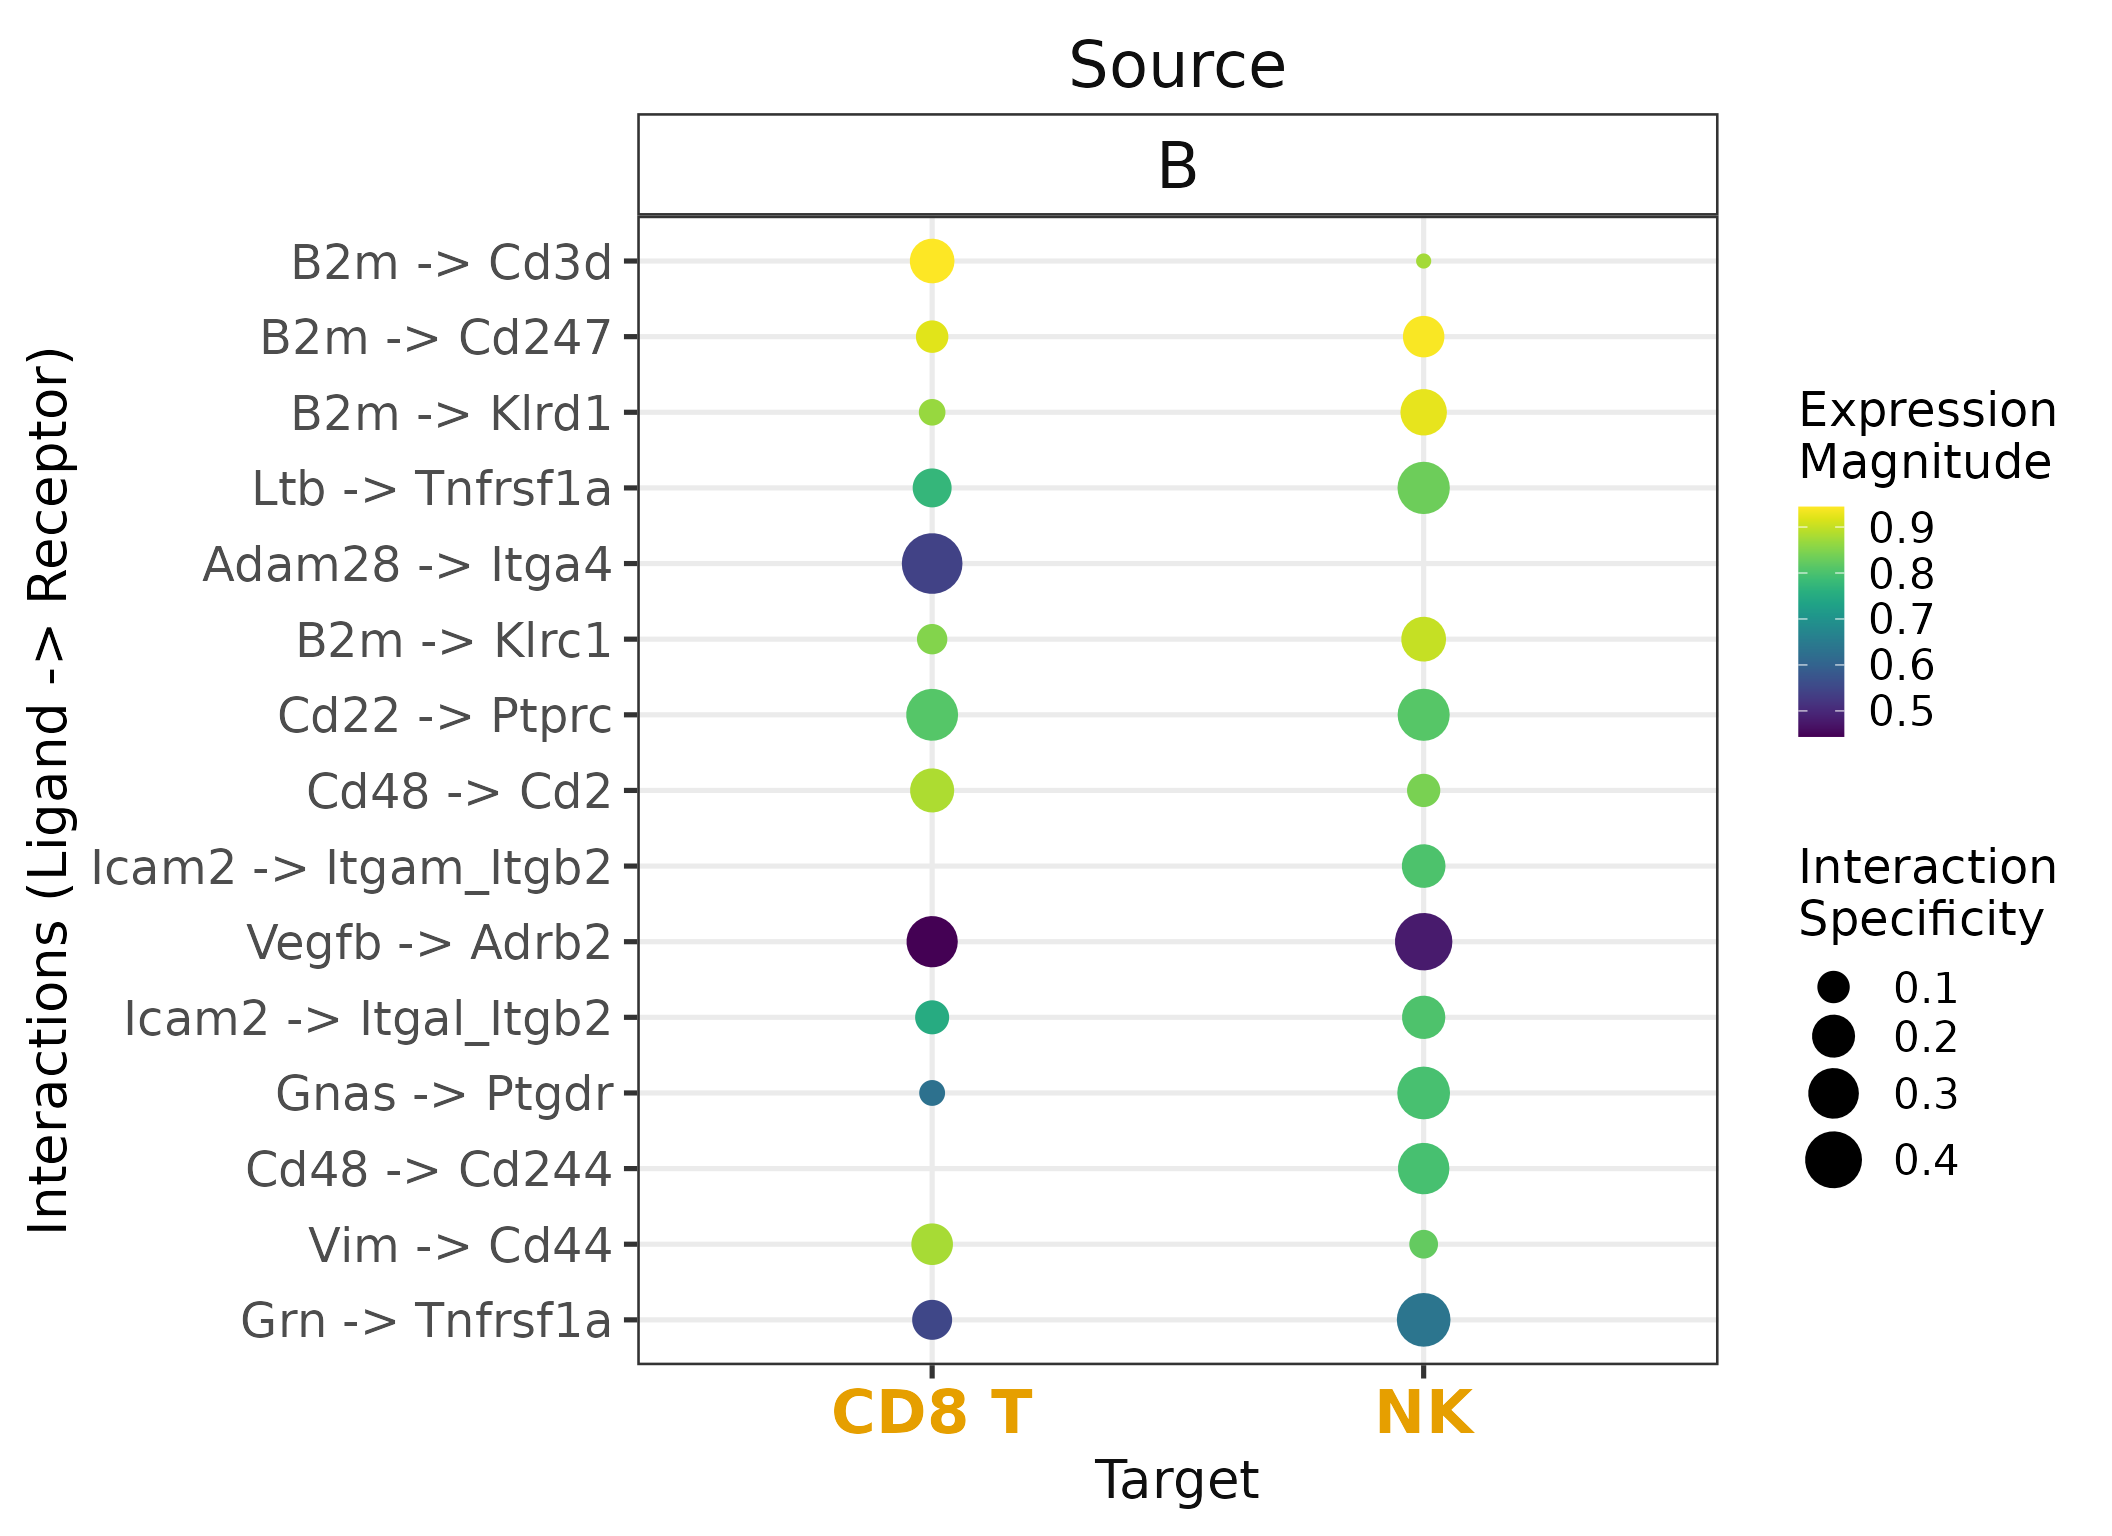 Source
B
Interactions (Ligand -> Receptor)
B2m -> Cd3d
B2m -> Cd247
B2m -> Klrd1
Ltb -> Tnfrsf1a
Adam28 -> Itga4
B2m -> Klrc1
Cd22 -> Ptprc
Cd48 -> Cd2
Icam2 -> Itgam_Itgb2
Vegfb -> Adrb2
Icam2 -> Itgal_Itgb2
Gnas -> Ptgdr
Cd48 -> Cd244
Vim -> Cd44
Grn -> Tnfrsf1a
CD8 T
NK
Target
Expression
Magnitude
0.9
0.8
0.7
0.6
0.5
Interaction
Specificity
0.1
0.2
0.3
0.4